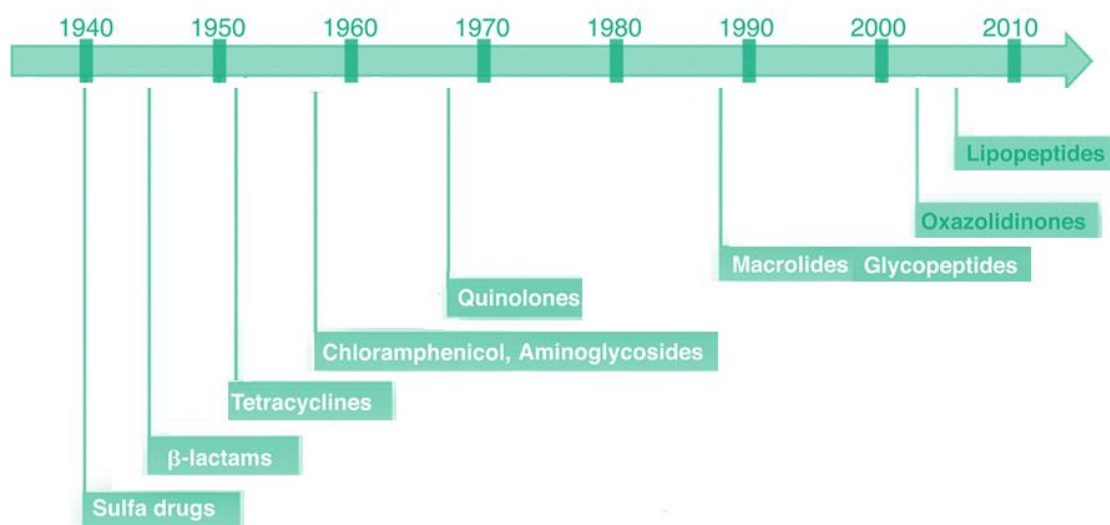 1940 1950 1960 1970 1980 1990 2000 2010
Lipopeptides
Oxazolidinones
Macrolides Glycopeptides
Quinolones
Chloramphenicol, Aminoglycosides
Tetracyclines
β-lactams
Sulfa drugs